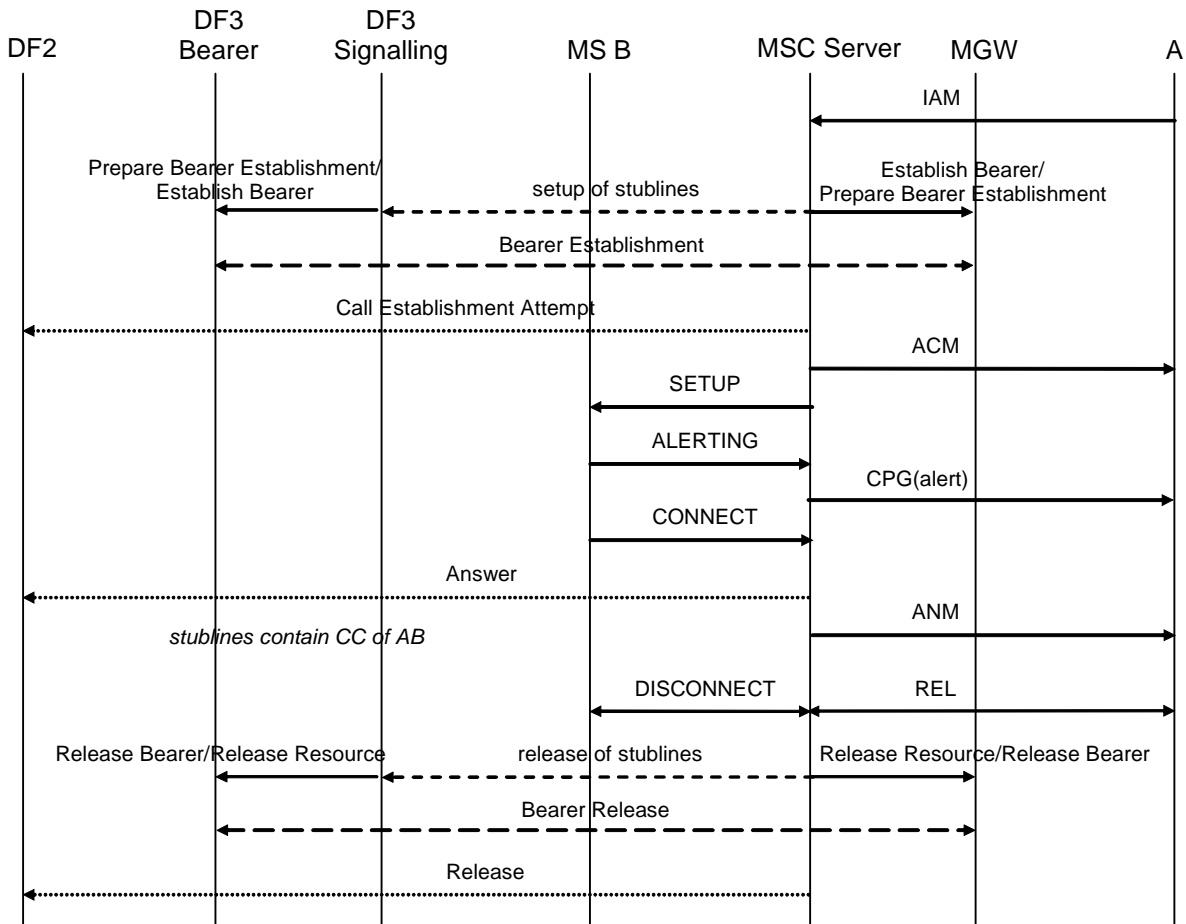 DF2
DF3
Bearer
DF3
Signalling
MS B
MSC Server
MGW
A
IAM
Prepare Bearer Establishment/
Establish Bearer
setup of stublines
Establish Bearer/
Prepare Bearer Establishment
Bearer Establishment
Call Establishment Attempt
ACM
SETUP
ALERTING
CPG(alert)
CONNECT
Answer
ANM
stublines contain CC of AB
DISCONNECT
REL
Release Bearer/Release Resource
release of stublines
Release Resource/Release Bearer
Bearer Release
Release